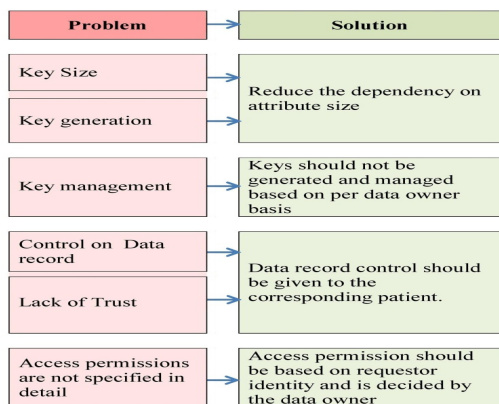 Problem
Solution
Key Size
Key generation
Reduce the dependency on
attribute size
Key management
Keys should not be
generated and managed
based on per data owner
basis
Control on Data
record
Lack of Trust
Data record control should
be given to the
corresponding patient.
Access permissions
are not specified in
detail
Access permission should
be based on requestor
identity and is decided by
the data owner